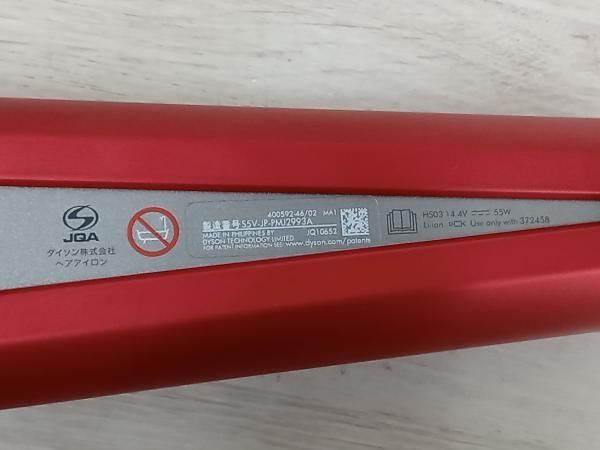 JQA
ダイソン株式会社
ヘアアイロン
400592-46/02 MA1
製造番号S5V-JP-PMJ2993A
MADE IN PHILIPPINES BY JQ10652
DYSON TECHNOLOGY LIMITED
FOR PATENT INFORMATION SEE: www.dyson.com/patents
HS03 14.4V 55W
Li-ion Use only with 372458